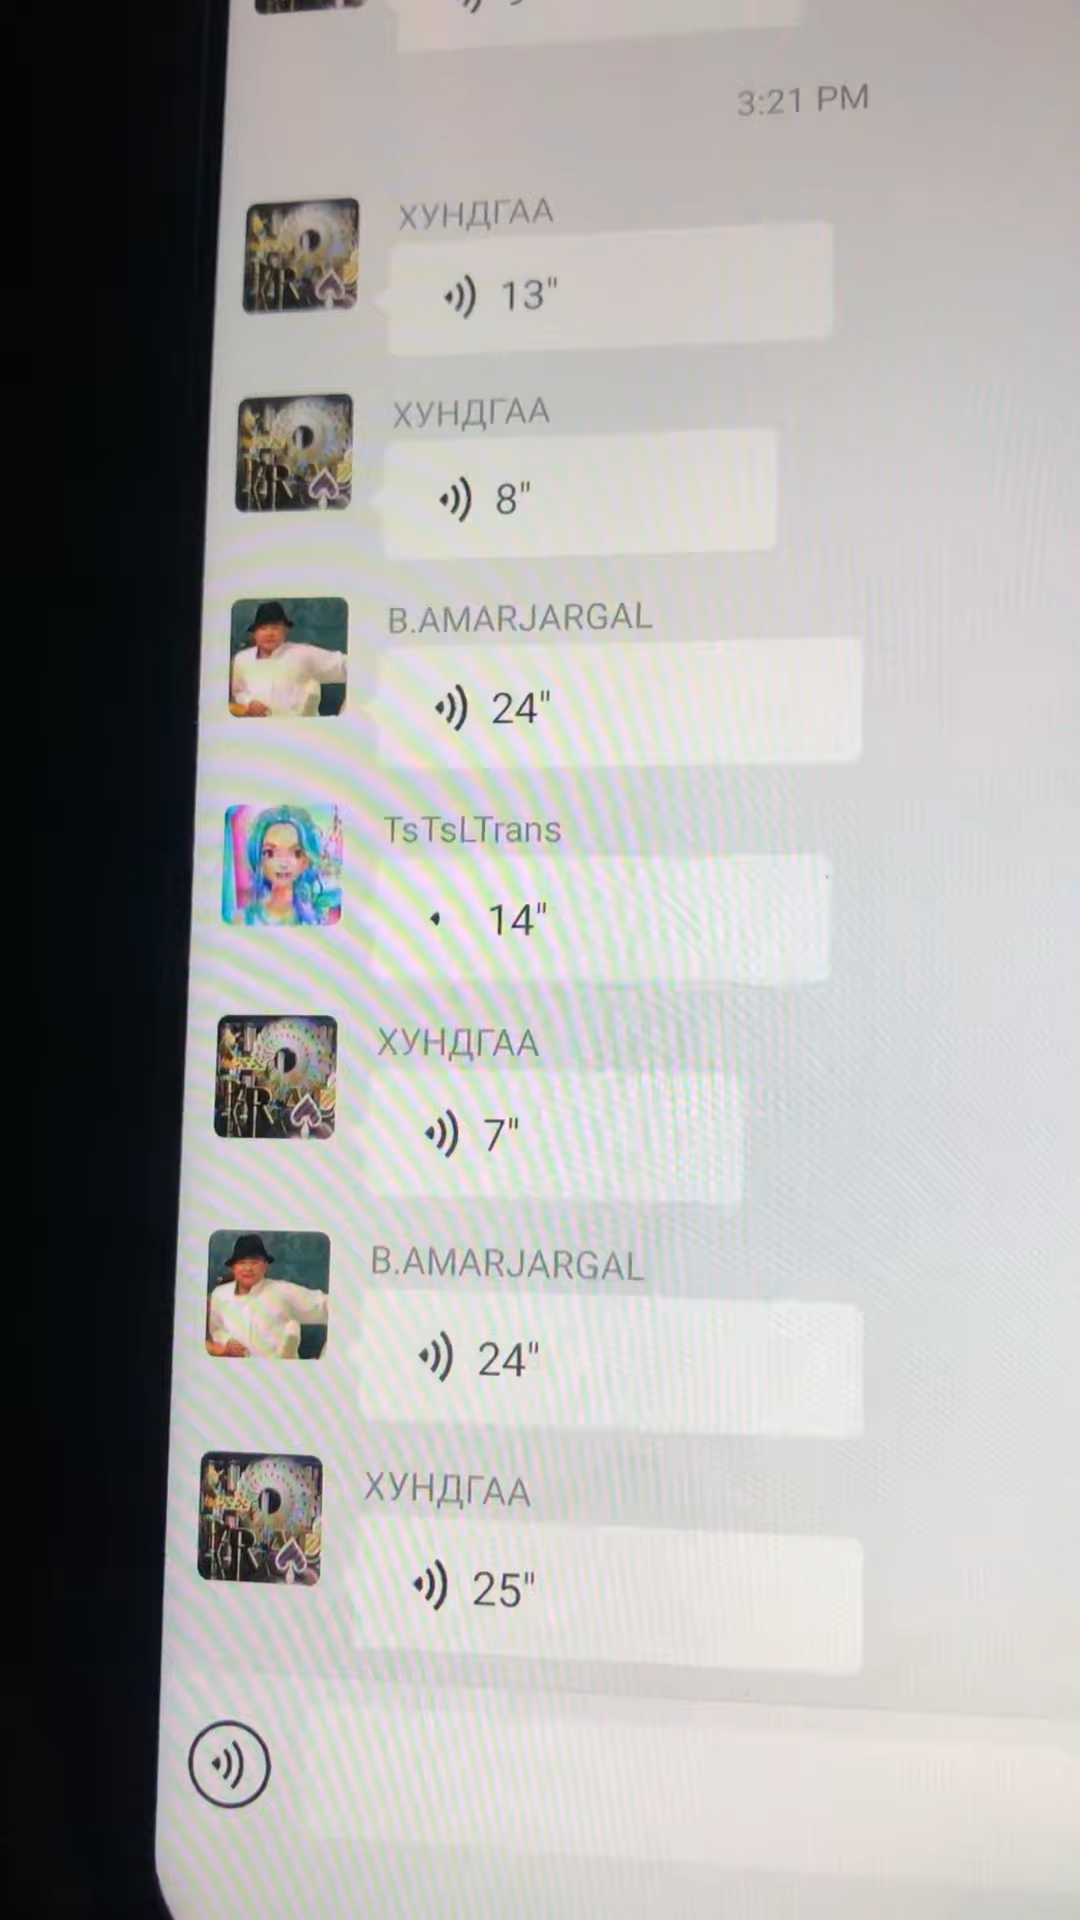 3:21 PM
ХУНДГАА
13"
ХУНДГАА
8"
B.AMARJARGAL
24"
TsTsLTrans
14"
ХУНДГАА
7"
B.AMARJARGAL
24"
ХУНДГАА
25"